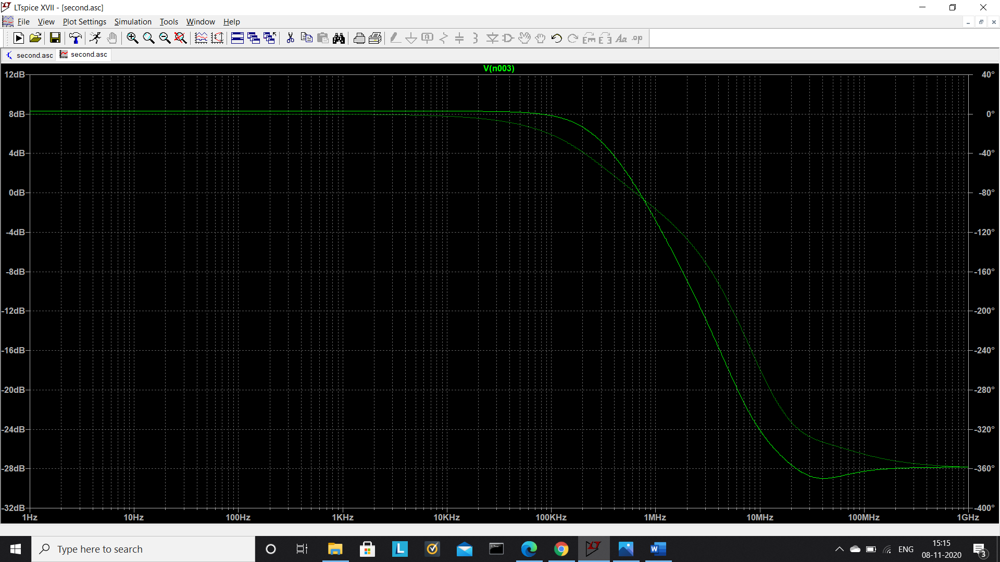 LTspice XVII - [second.asc]
File View Plot Settings Simulation Tools Window Help
second.asc second.asc
V(n003)
12dB 40°
8dB 0°
4dB -40°
0dB -80°
-4dB -120°
-8dB -160°
-12dB -200°
-16dB -240°
-20dB -280°
-24dB -320°
-28dB -360°
-32dB -400°
1Hz 10Hz 100Hz 1KHz 10KHz 100KHz 1MHz 10MHz 100MHz 1GHz
Type here to search
ENG
15:15
08-11-2020
3